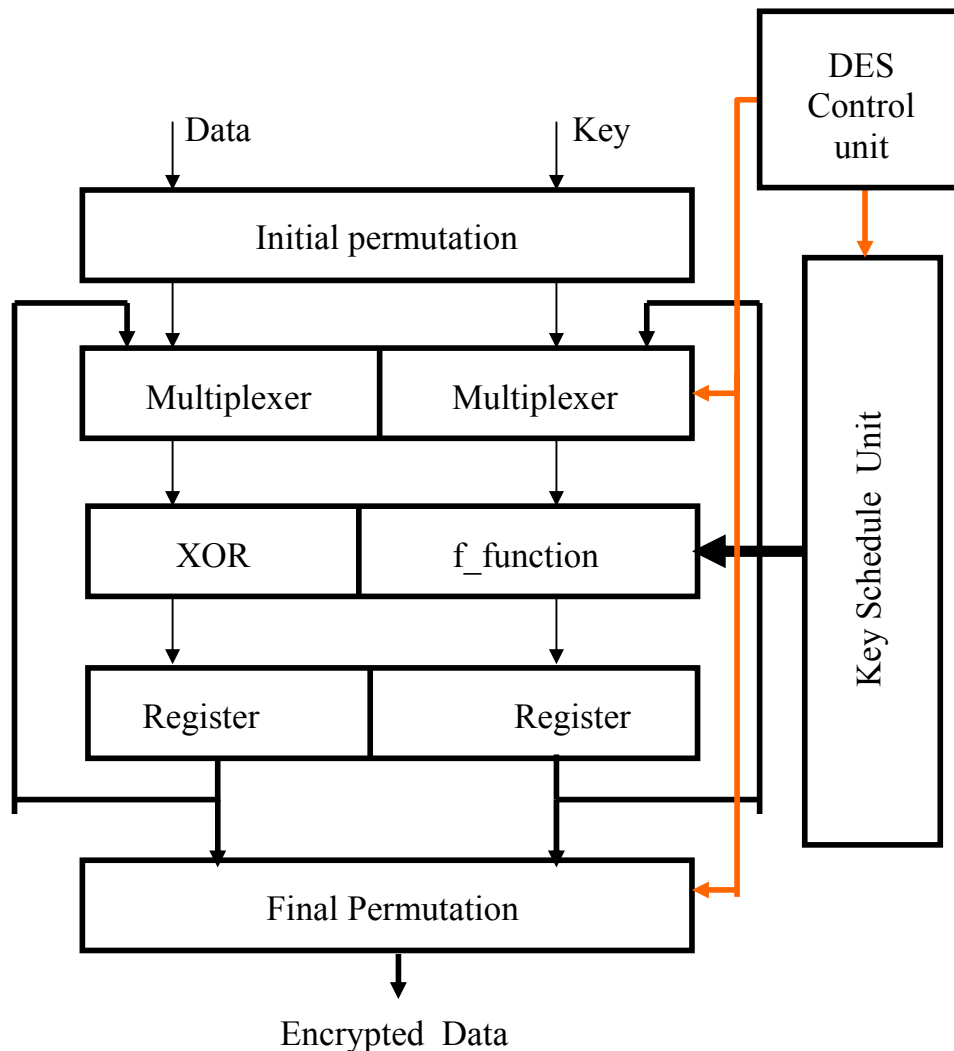 DES
Control
unit
Data
Key
Initial permutation
Multiplexer
Multiplexer
XOR
f_function
Key Schedule Unit
Register
Register
Final Permutation
Encrypted Data